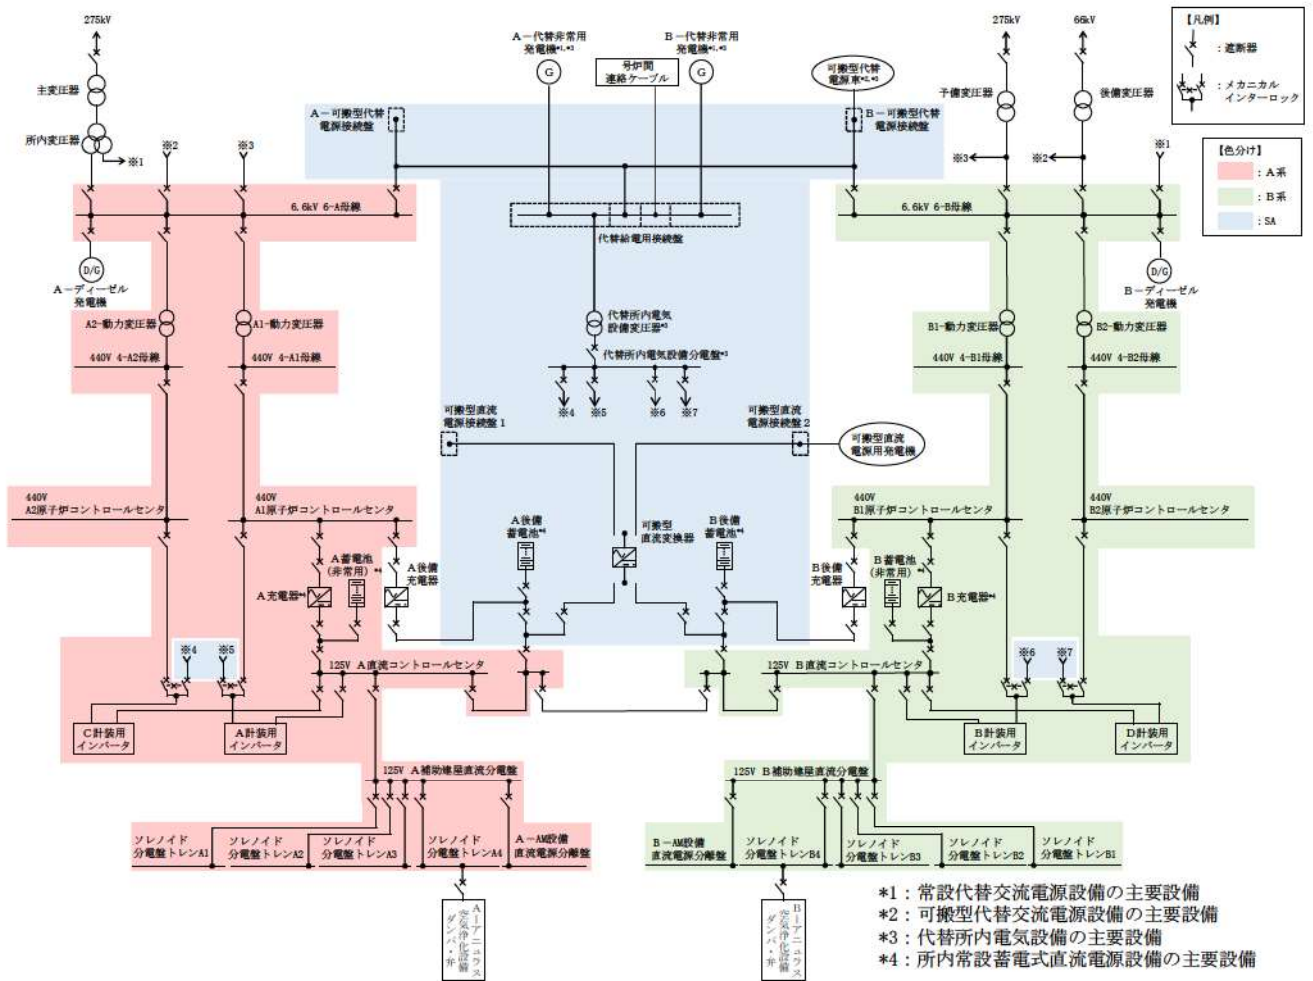 275kV
主変圧器
所内変圧器
※1
※2
※3
A－代替非常用
発電機*1,*3
G
号炉間
連絡ケーブル
B－代替非常用
発電機*1,*3
G
可搬型代替
電源車*2,*3
A－可搬型代替
電源接続盤
B－可搬型代替
電源接続盤
275kV
66kV
予備変圧器
後備変圧器
※3
※2
※1
【凡例】
：遮断器
：メカニカル
インターロック
【色分け】
：A系
：B系
：SA
6.6kV 6-A母線
代替給電用接続盤
6.6kV 6-B母線
D/G
A－ディーゼル
発電機
D/G
B－ディーゼル
発電機
A2-動力変圧器
A1-動力変圧器
代替所内電気
設備変圧器*3
B1-動力変圧器
B2-動力変圧器
440V 4-A2母線
440V 4-A1母線
代替所内電気設備分電盤*3
440V 4-B1母線
440V 4-B2母線
※4
※5
※6
※7
可搬型直流
電源接続盤1
可搬型直流
電源接続盤2
可搬型直流
電源用発電機
440V
A2原子炉コントロールセンタ
440V
A1原子炉コントロールセンタ
440V
B1原子炉コントロールセンタ
440V
B2原子炉コントロールセンタ
A蓄電池
（非常用）*4
A充電器*4
A後備
充電器
A後備
蓄電池*4
可搬型
直流変換器
B後備
蓄電池*4
B後備
充電器
B蓄電池
（非常用）*4
B充電器*4
※4
※5
125V A直流コントロールセンタ
125V B直流コントロールセンタ
※6
※7
C計装用
インバータ
A計装用
インバータ
B計装用
インバータ
D計装用
インバータ
125V A補助建屋直流分電盤
125V B補助建屋直流分電盤
ソレノイド
分電盤トレンA1
ソレノイド
分電盤トレンA2
ソレノイド
分電盤トレンA3
ソレノイド
分電盤トレンA4
A－AM設備
直流電源分離盤
B－AM設備
直流電源分離盤
ソレノイド
分電盤トレンB4
ソレノイド
分電盤トレンB3
ソレノイド
分電盤トレンB2
ソレノイド
分電盤トレンB1
A－アニュラス
空気浄化設備
ダンパ・弁
B－アニュラス
空気浄化設備
ダンパ・弁
*1：常設代替交流電源設備の主要設備
*2：可搬型代替交流電源設備の主要設備
*3：代替所内電気設備の主要設備
*4：所内常設蓄電式直流電源設備の主要設備